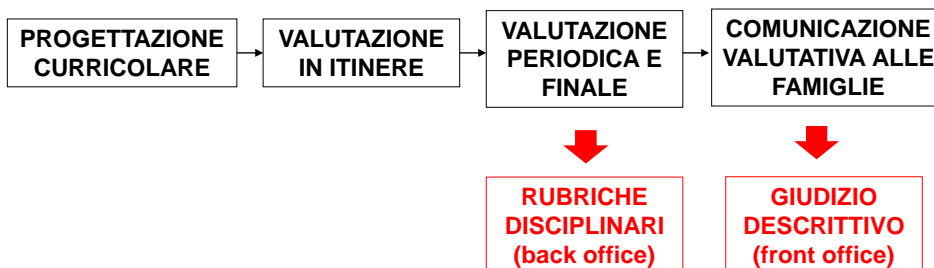 PROGETTAZIONE
CURRICOLARE
VALUTAZIONE
IN ITINERE
VALUTAZIONE
PERIODICA E
FINALE
COMUNICAZIONE
VALUTATIVA ALLE
FAMIGLIE
RUBRICHE
DISCIPLINARI
(back office)
GIUDIZIO
DESCRITTIVO
(front office)